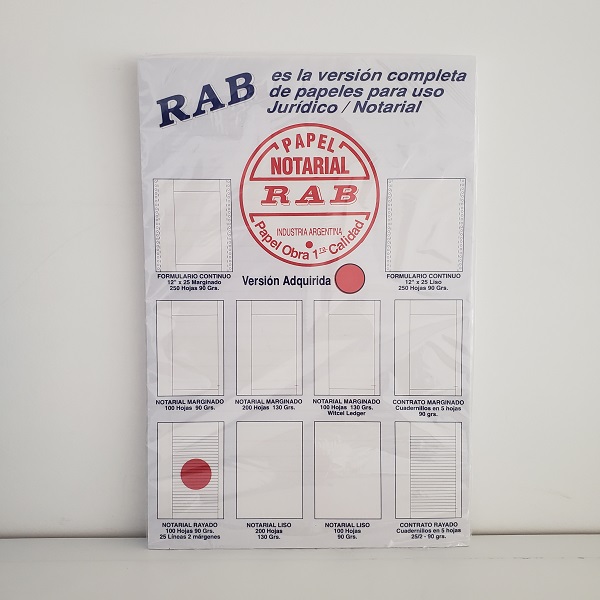 RAB
es la versión completa
de papeles para uso
Jurídico / Notarial
PAPEL
NOTARIAL
RAB
INDUSTRIA ARGENTINA
Papel Obra 1ra. Calidad
FORMULARIO CONTINUO
12" x 25 Marginado
250 Hojas 90 Grs.
Versión Adquirida
FORMULARIO CONTINUO
12" x 25 Liso
250 Hojas 90 Grs.
NOTARIAL MARGINADO
100 Hojas 90 Grs.
NOTARIAL MARGINADO
200 Hojas 130 Grs.
NOTARIAL MARGINADO
100 Hojas 130 Grs.
Witcel Ledger
CONTRATO MARGINADO
Cuadernillos en 5 hojas
90 grs.
NOTARIAL RAYADO
100 Hojas 90 Grs.
25 Líneas 2 márgenes
NOTARIAL LISO
200 Hojas
130 Grs.
NOTARIAL LISO
100 Hojas
90 Grs.
CONTRATO RAYADO
Cuadernillos en 5 hojas
25/2 - 90 grs.